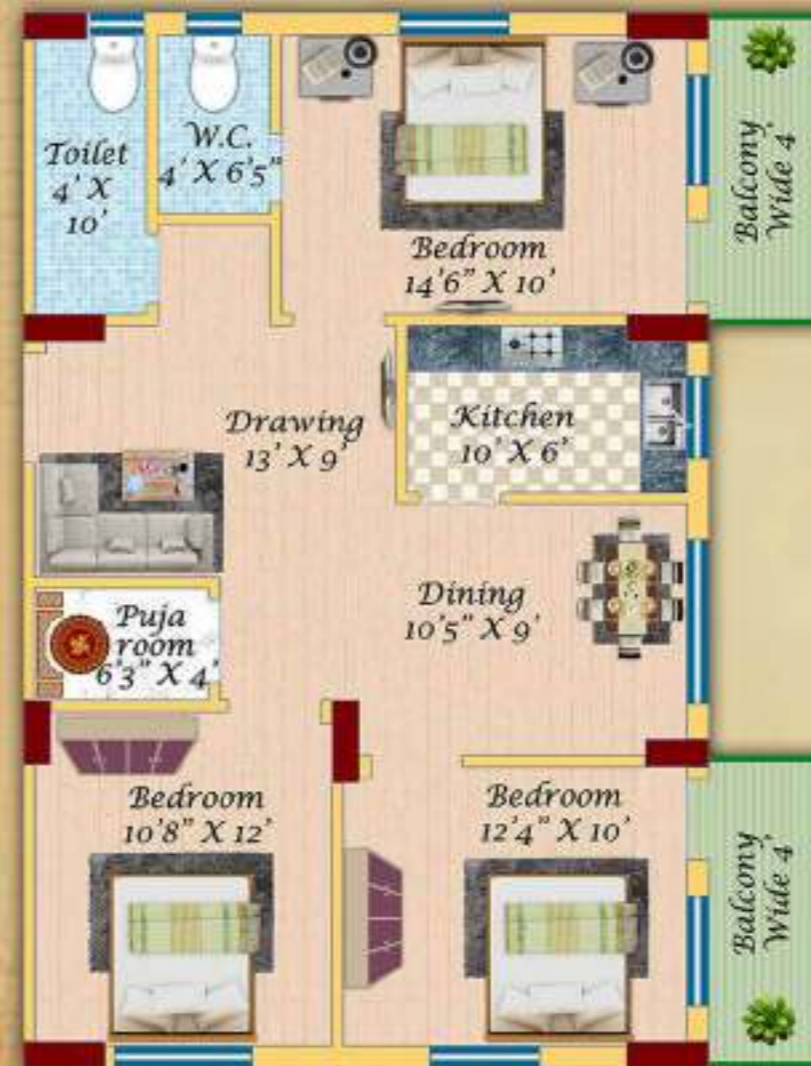 Toilet
4' X
10'
W.C.
4' X 6'5"
Bedroom
14'6" X 10'
Balcony
Wide 4'
Drawing
13' X 9'
Kitchen
10' X 6'
Dining
10'5" X 9'
Puja
room
6'3" X 4'
Bedroom
10'8" X 12'
Bedroom
12'4" X 10'
Balcony
Wide 4'